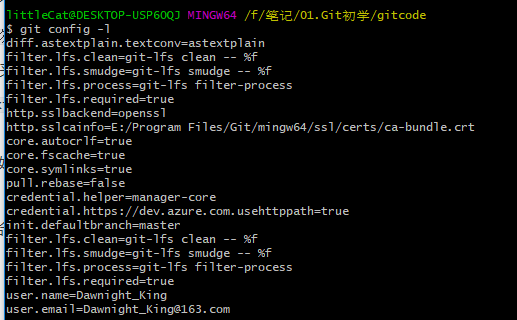 littleCat@DESKTOP-USP6OQJ MINGW64 /f/笔记/01.Git初学/gitcode
$ git config -l
diff.astextplain.textconv=astextplain
filter.lfs.clean=git-lfs clean -- %f
filter.lfs.smudge=git-lfs smudge -- %f
filter.lfs.process=git-lfs filter-process
filter.lfs.required=true
http.sslbackend=openssl
http.sslcainfo=E:/Program Files/Git/mingw64/ssl/certs/ca-bundle.crt
core.autocrlf=true
core.fscache=true
core.symlinks=true
pull.rebase=false
credential.helper=manager-core
credential.https://dev.azure.com.usehttppath=true
init.defaultbranch=master
filter.lfs.clean=git-lfs clean -- %f
filter.lfs.smudge=git-lfs smudge -- %f
filter.lfs.process=git-lfs filter-process
filter.lfs.required=true
user.name=Dawnight_King
user.email=Dawnight_King@163.com